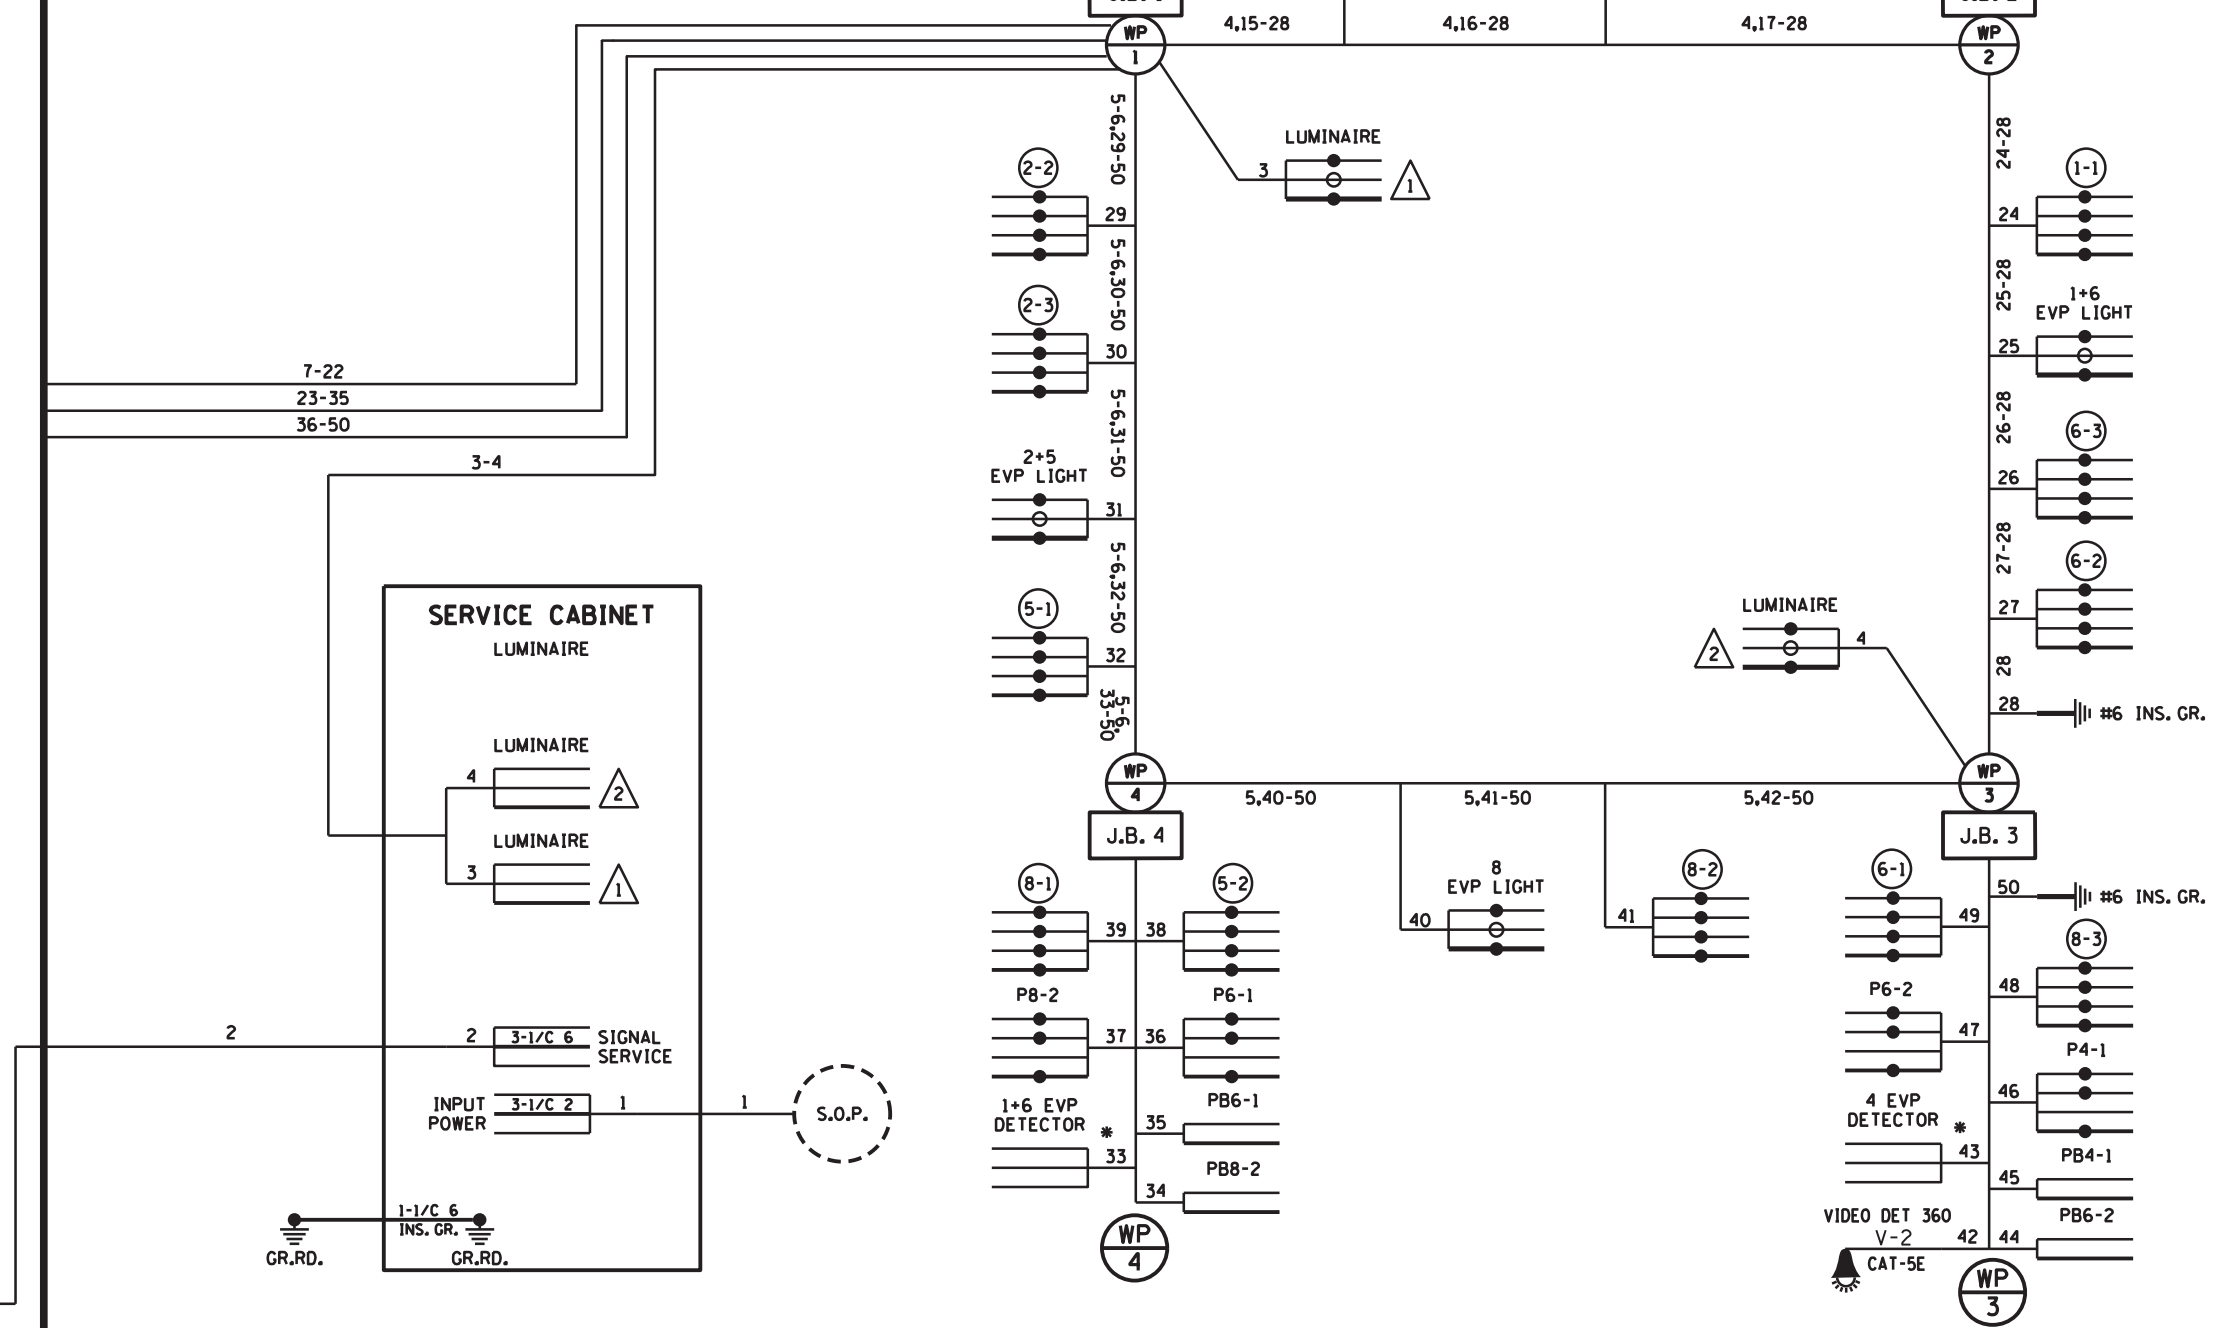 4,15-28
4,16-28
4,17-28
WP
1
WP
2
5-6,29-50
LUMINAIRE
3
1
24-28
2-2
29
1-1
24
5-6,30-50
25-28
2-3
30
1+6
EVP LIGHT
25
7-22
23-35
36-50
3-4
5-6,31-50
26-28
6-3
26
2+5
EVP LIGHT
31
5-6,32-50
27-28
6-2
27
5-1
32
LUMINAIRE
4
2
28
28
#6 INS. GR.
5-6,
33-50
SERVICE CABINET
LUMINAIRE
LUMINAIRE
4
2
LUMINAIRE
3
1
2
2
3-1/C 6
SIGNAL
SERVICE
INPUT
POWER
3-1/C 2
1
1
S.O.P.
1-1/C 6
INS. GR.
GR.RD.
GR.RD.
WP
4
5,40-50
5,41-50
5,42-50
WP
3
J.B. 4
J.B. 3
8-1
39
38
5-2
8
EVP LIGHT
40
8-2
41
6-1
49
50
#6 INS. GR.
8-3
48
P8-2
37
36
P6-1
P6-2
47
P4-1
46
1+6 EVP
DETECTOR *
33
PB6-1
35
PB8-2
34
4 EVP
DETECTOR *
43
PB4-1
45
VIDEO DET 360
V-2
42
CAT-5E
PB6-2
44
WP
4
WP
3